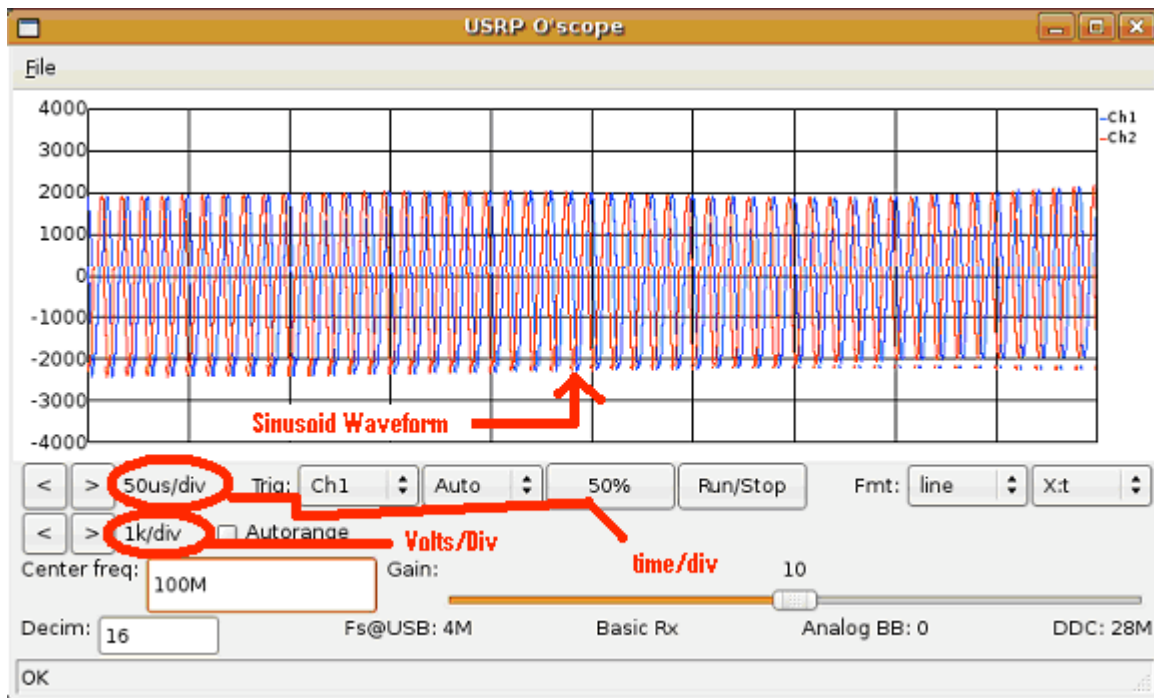 USRP O'scope
File
4000
3000
2000
1000
0
-1000
-2000
-3000
-4000
Ch1
Ch2
Sinusoid Waveform
< > 50us/div Trig: Ch1 Auto 50% Run/Stop Fmt: line X:t
< > 1k/div Autorange
Volts/Div
time/div
Center freq: 100M Gain: 10
Decim: 16 Fs@USB: 4M Basic Rx Analog BB: 0 DDC: 28M
OK